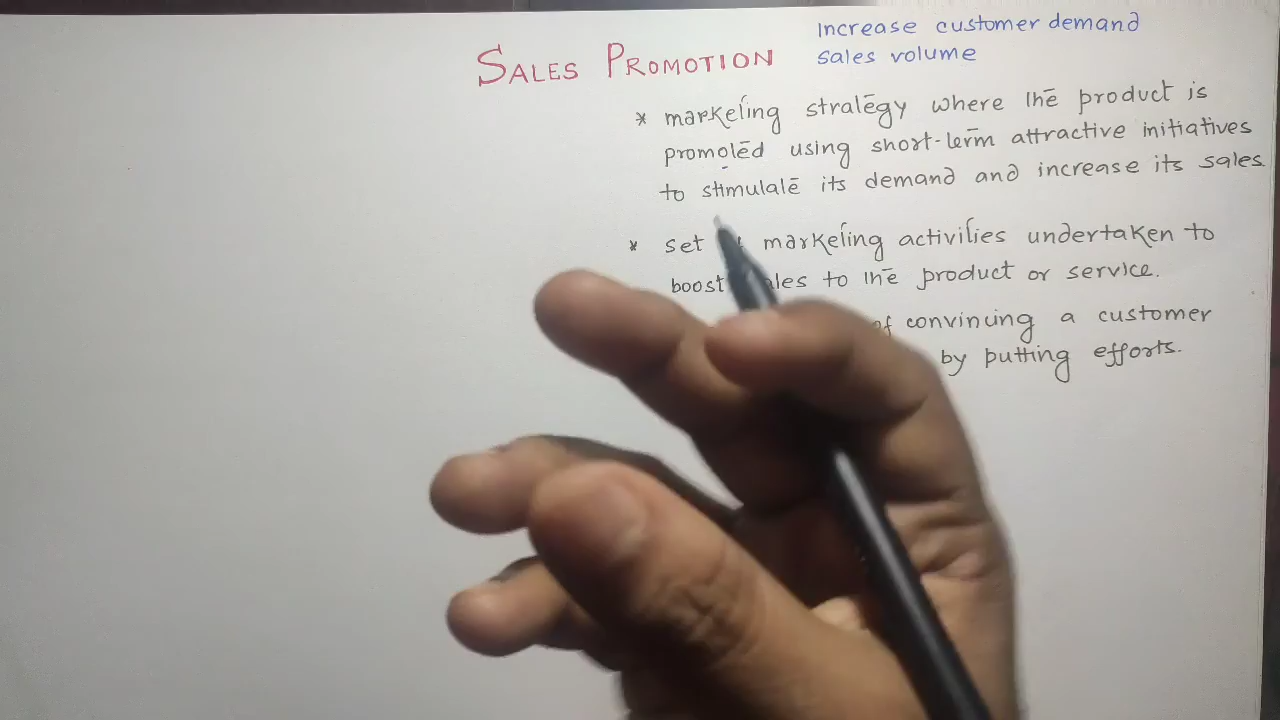 SALES PROMOTION
Increase customer demand
sales volume
* marketing strategy where the product is
promoted using short-term attractive initiatives
to stimulate its demand and increase its sales.
* set marketing activities undertaken to
boost sales to the product or service.
of convincing a customer
by putting efforts.